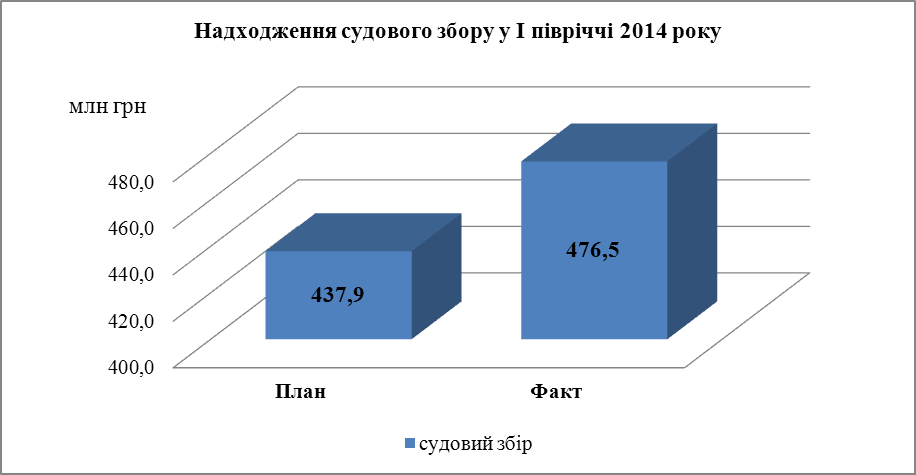 Надходження судового збору у І півріччі 2014 року
млн грн
480,0
460,0
440,0
420,0
400,0
437,9
476,5
План
Факт
судовий збір